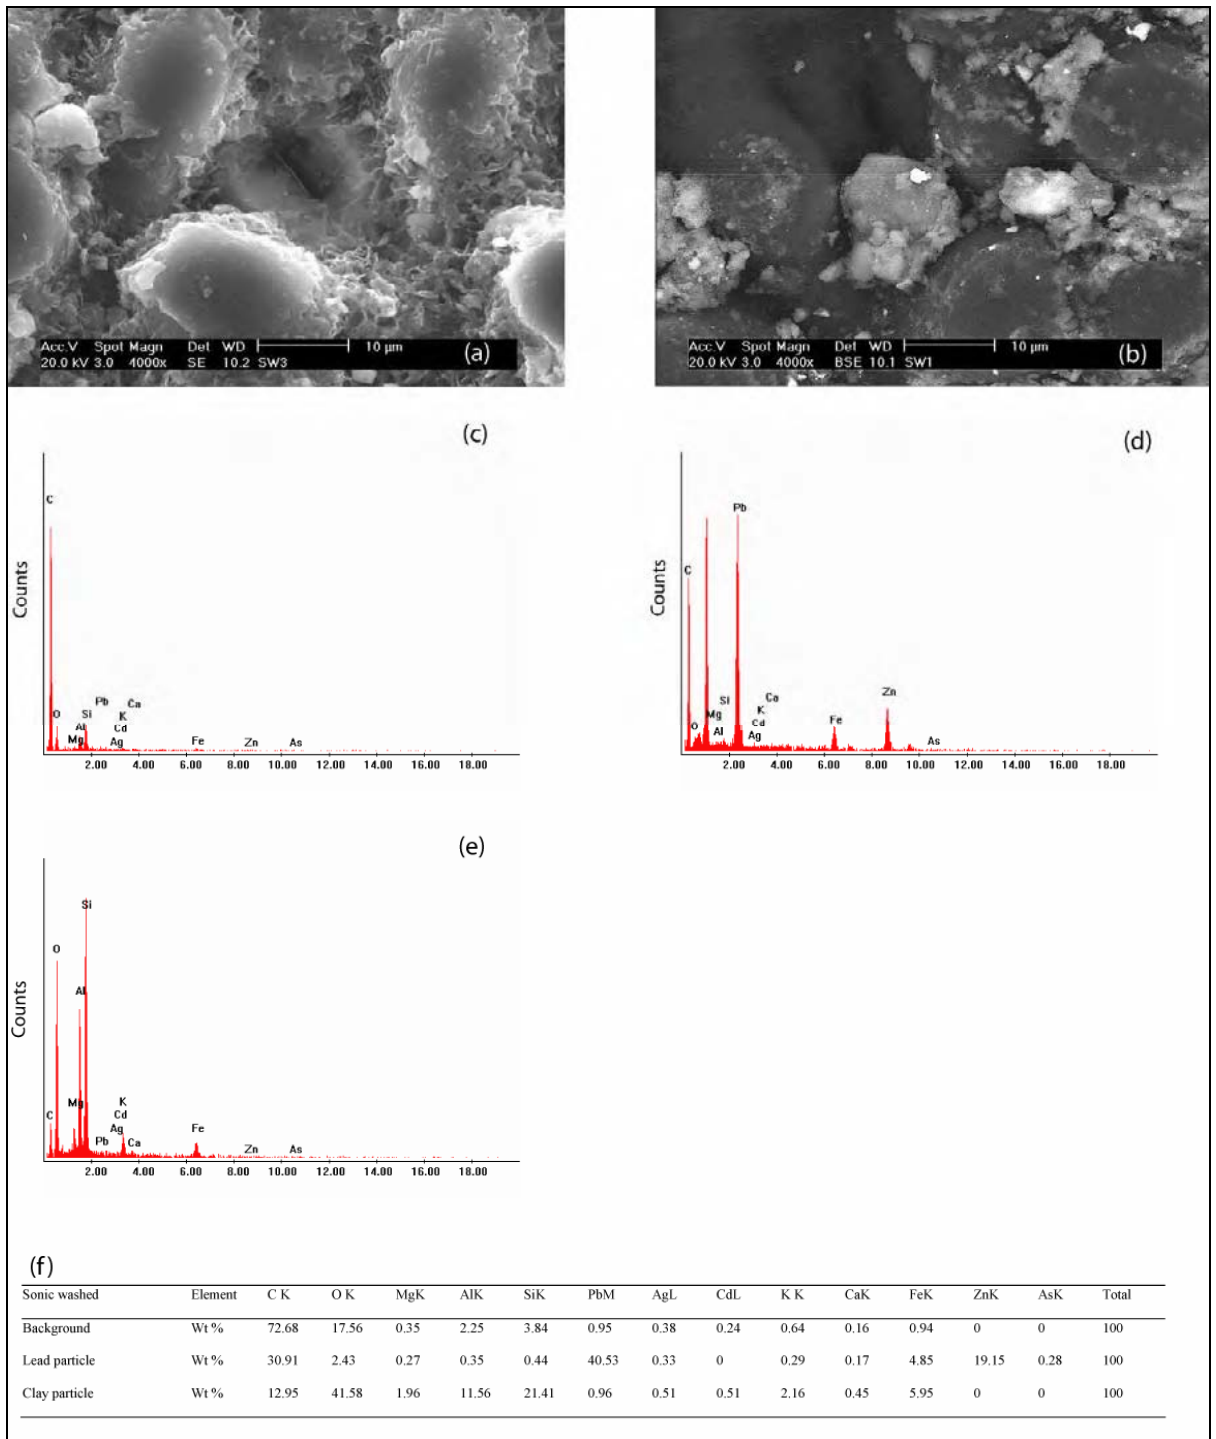 Acc.V Spot Magn Det WD 10 µm
20.0 kV 3.0 4000x SE 10.2 SW3
(a)
Acc.V Spot Magn Det WD 10 µm
20.0 kV 3.0 4000x BSE 10.1 SW1
(b)
(c)
Counts
C
O
Mg
Al
Si
Pb
Ag
Cd
K
Ca
Fe
Zn
As
2.00 4.00 6.00 8.00 10.00 12.00 14.00 16.00 18.00
(d)
Counts
C
O
Mg
Al
Si
Pb
Ag
Cd
K
Ca
Fe
Zn
As
2.00 4.00 6.00 8.00 10.00 12.00 14.00 16.00 18.00
(e)
Counts
C
O
Mg
Al
Si
Pb
Ag
Cd
K
Ca
Fe
Zn
As
2.00 4.00 6.00 8.00 10.00 12.00 14.00 16.00 18.00
(f)
Sonic washed Element C K O K MgK AlK SiK PbM AgL CdL K K CaK FeK ZnK AsK Total
Background Wt % 72.68 17.56 0.35 2.25 3.84 0.95 0.38 0.24 0.64 0.16 0.94 0 0 100
Lead particle Wt % 30.91 2.43 0.27 0.35 0.44 40.53 0.33 0 0.29 0.17 4.85 19.15 0.28 100
Clay particle Wt % 12.95 41.58 1.96 11.56 21.41 0.96 0.51 0.51 2.16 0.45 5.95 0 0 100